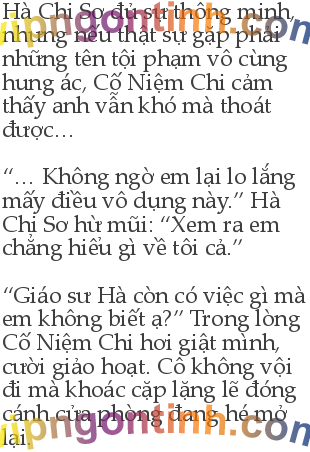 Hà Chi Sơ đủ sự thông minh,
nhưng nếu thật sự gặp phải
những tên tội phạm vô cùng
hung ác, Cố Niệm Chi cảm
thấy anh vẫn khó mà thoát
được…
“… Không ngờ em lại lo lắng
mấy điều vô dụng này.” Hà
Chi Sơ hừ mũi: “Xem ra em
chẳng hiểu gì về tôi cả.”
“Giáo sư Hà còn có việc gì mà
em không biết ạ?” Trong lòng
Cố Niệm Chi hơi giật mình,
cười giảo hoạt. Cô không vội
đi mà khoác cặp lặng lẽ đóng
cánh cửa phòng đang hé mở
lại.
vipngontinh.com
vipngontinh.com